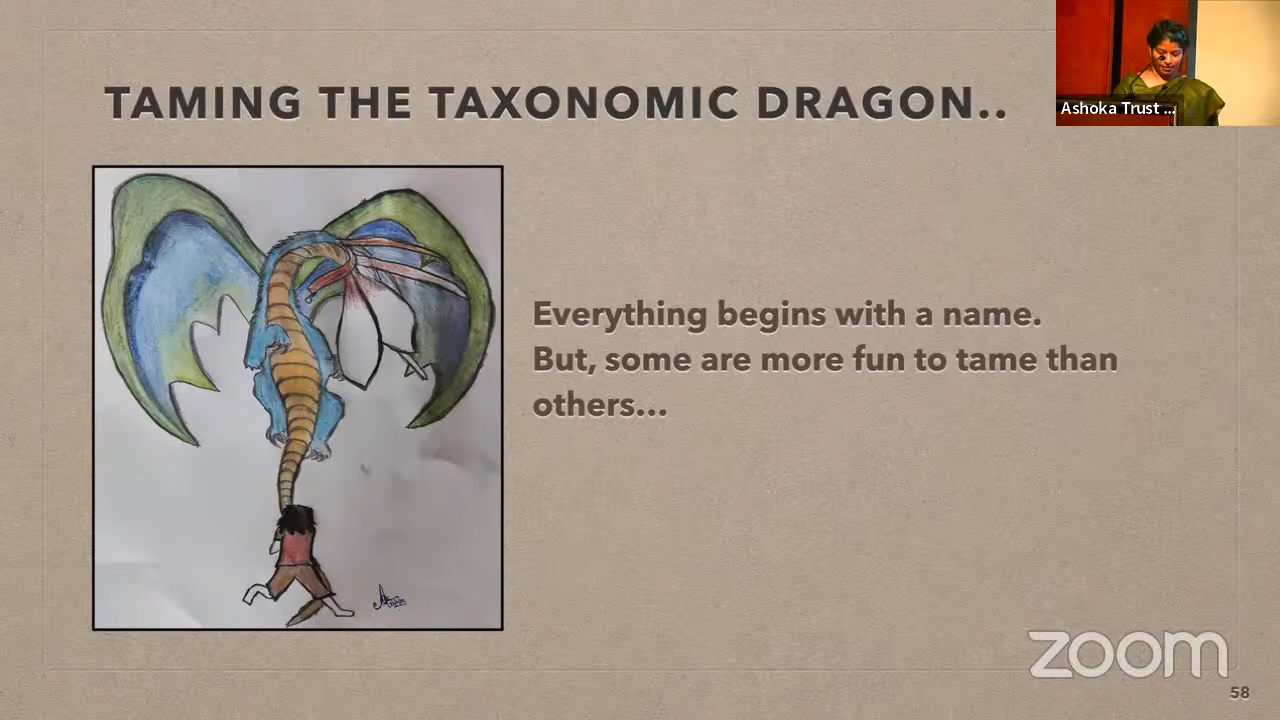 TAMING THE TAXONOMIC DRAGON..
Ashoka Trust ...
Everything begins with a name.
But, some are more fun to tame than
others...
zoom
58